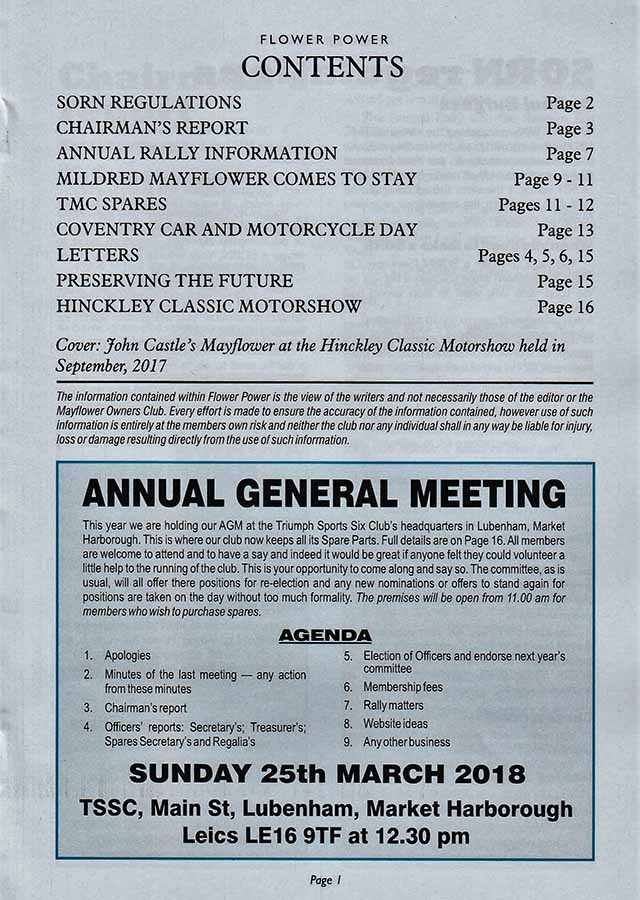 FLOWER POWER
CONTENTS
SORN REGULATIONS Page 2
CHAIRMAN'S REPORT Page 3
ANNUAL RALLY INFORMATION Page 7
MILDRED MAYFLOWER COMES TO STAY Page 9 - 11
TMC SPARES Pages 11 - 12
COVENTRY CAR AND MOTORCYCLE DAY Page 13
LETTERS Pages 4, 5, 6, 15
PRESERVING THE FUTURE Page 15
HINCKLEY CLASSIC MOTORSHOW Page 16
Cover: John Castle's Mayflower at the Hinckley Classic Motorshow held in
September, 2017
The information contained within Flower Power is the view of the writers and not necessarily those of the editor or the
Mayflower Owners Club. Every effort is made to ensure the accuracy of the information contained, however use of such
information is entirely at the members own risk and neither the club nor any individual shall in any way be liable for injury,
loss or damage resulting directly from the use of such information.
ANNUAL GENERAL MEETING
This year we are holding our AGM at the Triumph Sports Six Club's headquarters in Lubenham, Market
Harborough. This is where our club now keeps all its Spare Parts. Full details are on Page 16. All members
are welcome to attend and to have a say and indeed it would be great if anyone felt they could volunteer a
little help to the running of the club. This is your opportunity to come along and say so. The committee, as is
usual, will all offer there positions for re-election and any new nominations or offers to stand again for
positions are taken on the day without too much formality. The premises will be open from 11.00 am for
members who wish to purchase spares.
AGENDA
1. Apologies
2. Minutes of the last meeting — any action
from these minutes
3. Chairman's report
4. Officers' reports: Secretary's; Treasurer's;
Spares Secretary's and Regalia's
5. Election of Officers and endorse next year's
committee
6. Membership fees
7. Rally matters
8. Website ideas
9. Any other business
SUNDAY 25th MARCH 2018
TSSC, Main St, Lubenham, Market Harborough
Leics LE16 9TF at 12.30 pm
Page 1